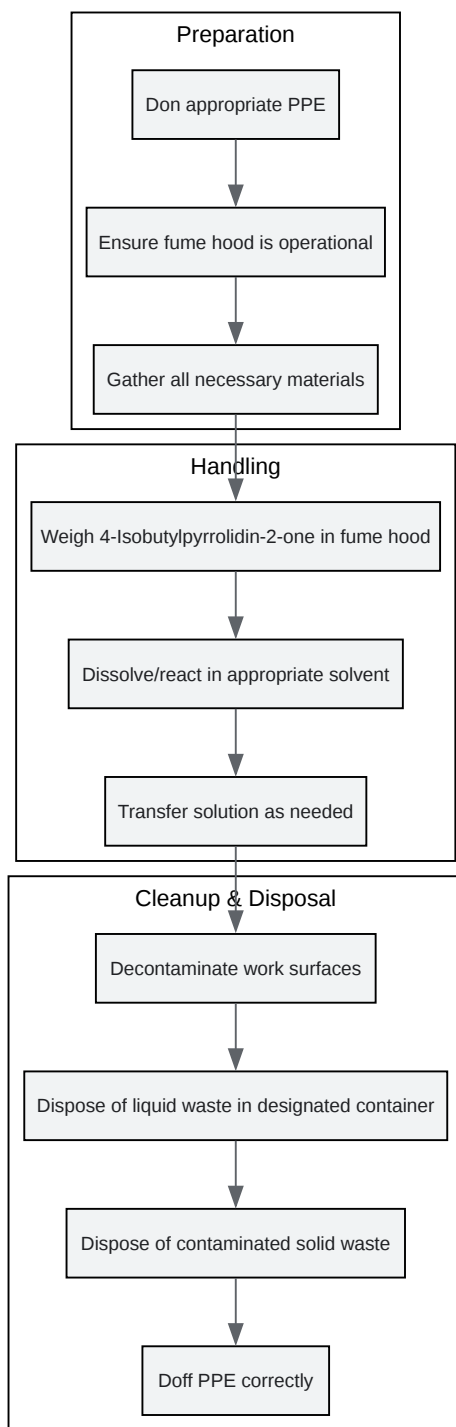 Preparation
Don appropriate PPE
Ensure fume hood is operational
Gather all necessary materials
Handling
Weigh 4-Isobutylpyrrolidin-2-one in fume hood
Dissolve/react in appropriate solvent
Transfer solution as needed
Cleanup & Disposal
Decontaminate work surfaces
Dispose of liquid waste in designated container
Dispose of contaminated solid waste
Doff PPE correctly